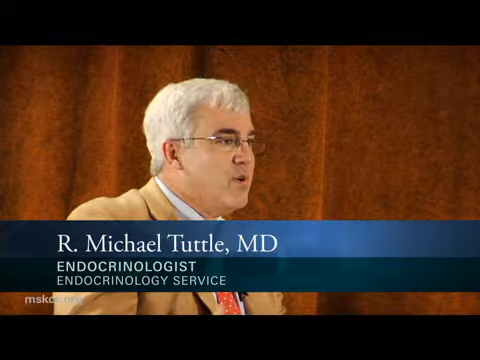 R. Michael Tuttle, MD
ENDOCRINOLOGIST
ENDOCRINOLOGY SERVICE
mskcc.org